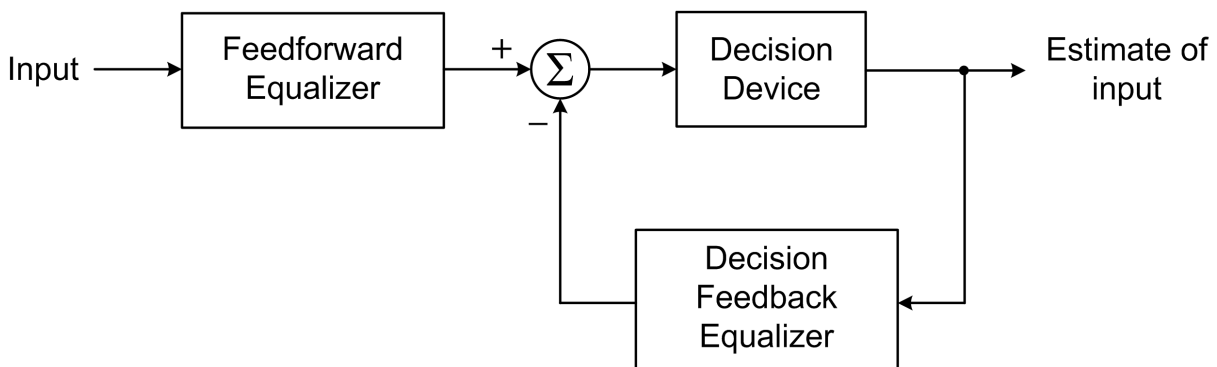 Input
Feedforward
Equalizer
+
Σ
−
Decision
Device
Estimate of
input
Decision
Feedback
Equalizer